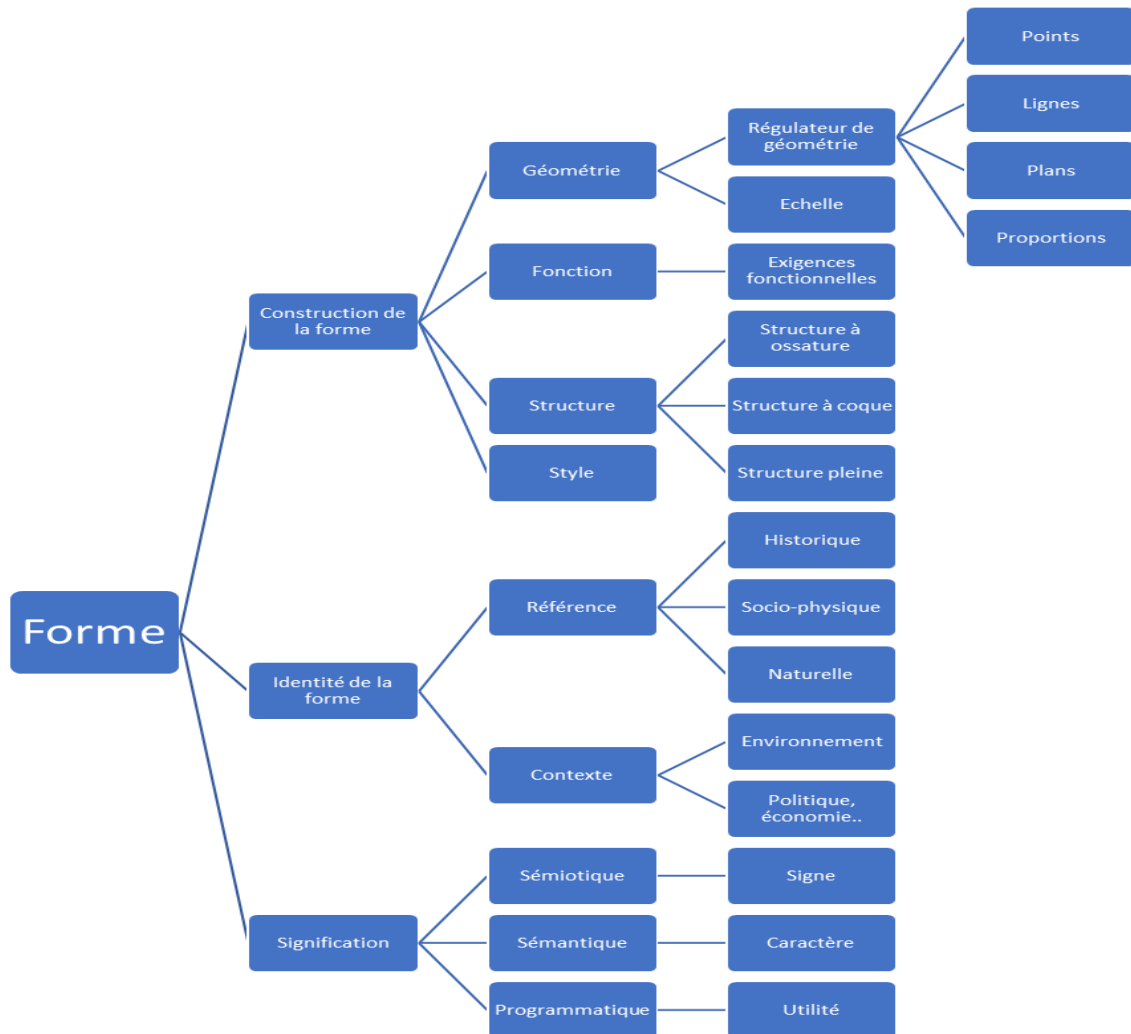 Points
Lignes
Régulateur de
géométrie
Géométrie
Plans
Echelle
Proportions
Fonction
Exigences
fonctionnelles
Construction de
la forme
Structure à
ossature
Structure
Structure à coque
Style
Structure pleine
Historique
Forme
Référence
Socio-physique
Identité de la
forme
Naturelle
Environnement
Contexte
Politique,
économie..
Sémiotique
Signe
Signification
Sémantique
Caractère
Programmatique
Utilité